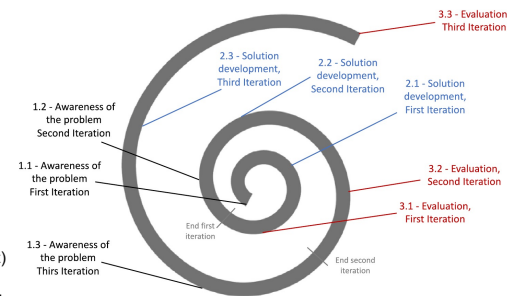 3.3 - Evaluation
Third Iteration
2.3 - Solution
development,
Third Iteration
2.2 - Solution
development,
Second Iteration
2.1 - Solution
development,
First Iteration
1.2 - Awareness of
the problem
Second Iteration
1.1 - Awareness of
the problem
First Iteration
3.2 - Evaluation,
Second Iteration
3.1 - Evaluation,
First Iteration
End first
iteration
1.3 - Awareness of
the problem
Thirs Iteration
End second
iteration
)